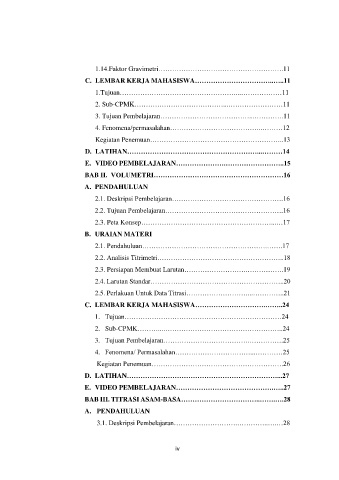 1.14.Faktor Gravimetri……………………………………………….11
C. LEMBAR KERJA MAHASISWA……………………………….11
1.Tujuan……………………………………………………………11
2. Sub-CPMK………………………………………………………11
3. Tujuan Pembelajaran……………………………………………11
4. Fenomena/permasalahan………………………………………..12
Kegiatan Penemuan………………………………………………..13
D. LATIHAN…………………………………………………………14
E. VIDEO PEMBELAJARAN………………………………………15
BAB II. VOLUMETRI………………………………………………16
A. PENDAHULUAN
2.1. Deskripsi Pembelajaran………………………………………..16
2.2. Tujuan Pembelajaran…………………………………………..16
2.3. Peta Konsep……………………………………………………17
B. URAIAN MATERI
2.1. Pendahuluan……………………………………………………17
2.2. Analisis Titrimetri……………………………………………..18
2.3. Persiapan Membuat Larutan……………………………………19
2.4. Larutan Standar………………………………………………..20
2.5. Perlakuan Untuk Data Titrasi………………………………….21
C. LEMBAR KERJA MAHASISWA……………………………….24
1. Tujuan……………………………………………………………24
2. Sub-CPMK………………………………………………………24
3. Tujuan Pembelajaran……………………………………………25
4. Fenomena/ Permasalahan………………………………………25
Kegiatan Penemuan………………………………………………..26
D. LATIHAN…………………………………………………………27
E. VIDEO PEMBELAJARAN………………………………………27
BAB III. TITRASI ASAM-BASA……………………………………28
A. PENDAHULUAN
3.1. Deskripsi Pembelajaran………………………………………..28
iv